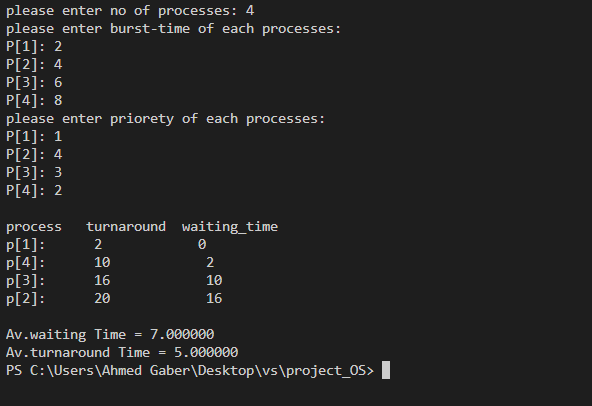 please enter no of processes: 4
please enter burst-time of each processes:
P[1]: 2
P[2]: 4
P[3]: 6
P[4]: 8
please enter priorety of each processes:
P[1]: 1
P[2]: 4
P[3]: 3
P[4]: 2
process turnaround waiting_time
p[1]: 2 0
p[4]: 10 2
p[3]: 16 10
p[2]: 20 16
Av.waiting Time = 7.000000
Av.turnaround Time = 5.000000
PS C:\Users\Ahmed Gaber\Desktop\vs\project_OS>